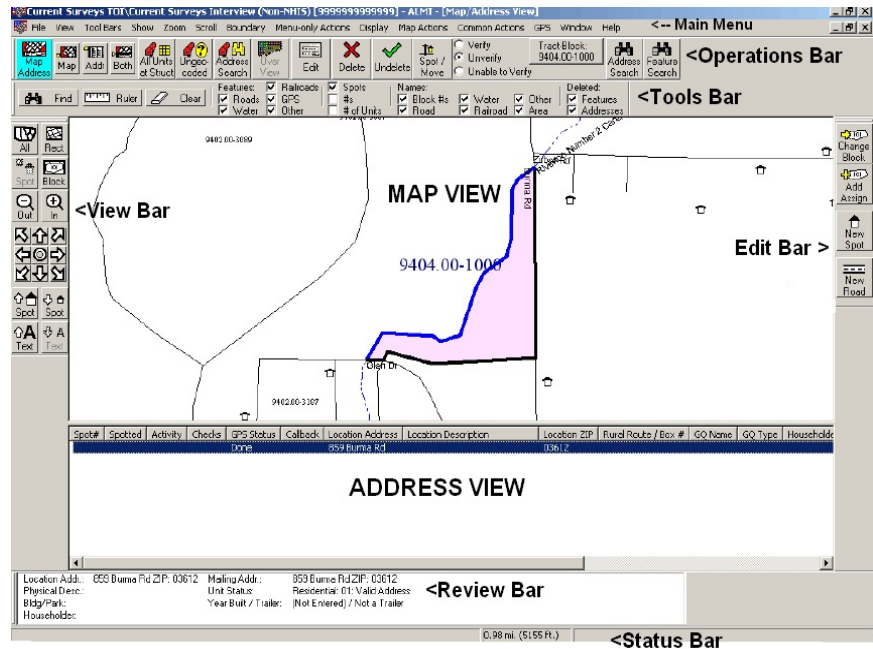 Current Surveys TOI\Current Surveys Interview (Non-NHIS) [9999999999999] - ALMI - [Map/Address View]
File View Tool Bars Show Zoom Scroll Boundary Menu-only Actions Display Map Actions Common Actions GPS Window Help <-- Main Menu
Map Address
Map
Addr
Both
All Units at Struct
Ungeo-coded
Address Search
Over View
Edit
Delete
Undelete
Spot / Move
Verify
Unverify
Unable to Verify
Tract Block:
9404.00-1000
Address Search
Feature Search
<Operations Bar
Find Ruler Clear
Features:
Roads
Water
Railroads
GPS
Other
Spots
#s
# of Units
Names:
Block #s
Road
Water
Railroad
Other
Area
Deleted:
Features
Addresses
<Tools Bar
All Rect
Spot Block
Out In
Spot Spot
Text Text
<View Bar
9403.00-3089
MAP VIEW
9404.00-1000
Burma Rd
Riverton Number 2 Canal
Olah Dr
9402.00-3187
Edit Bar >
Change Block
Add Assign
New Spot
New Road
Spot# Spotted Activity Checks GPS Status Callback Location Address Location Description Location ZIP Rural Route / Box # GQ Name GQ Type Householde
Done 859 Burma Rd 03612
ADDRESS VIEW
Location Addr.: 859 Burma Rd ZIP: 03612 Mailing Addr.: 859 Burma Rd ZIP: 03612
Physical Desc.: Unit Status: Residential: 01: Valid Address
Bldg/Park: Year Built / Trailer: (Not Entered) / Not a Trailer
Householder:
<Review Bar
0.98 mi. (5155 ft.)
<Status Bar